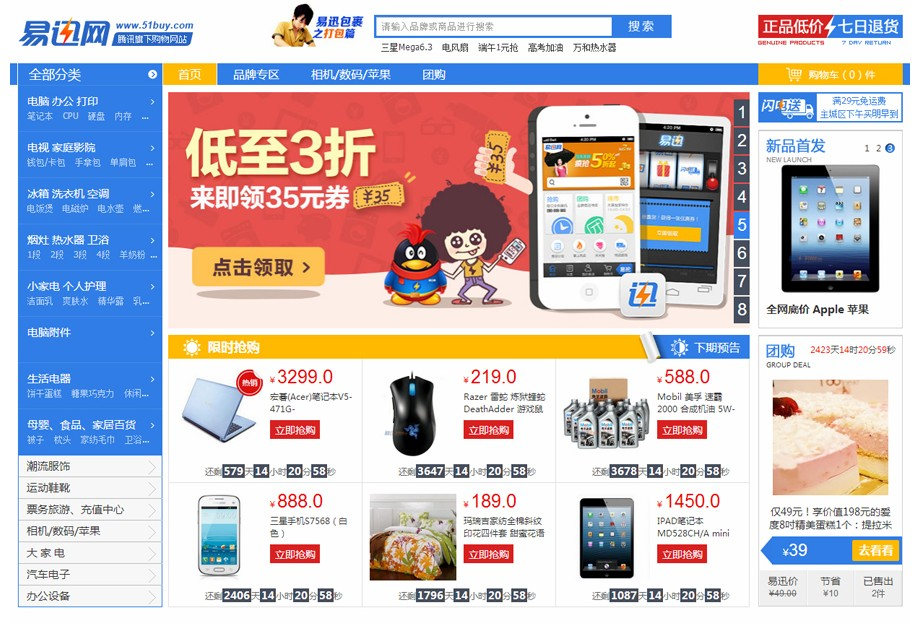 易迅网
www.51buy.com
腾讯旗下购物网站
易迅包裹
之打包篇
请输入品牌或商品进行搜索
搜索
三星Mega6.3 电风扇 端午1元抢 高考加油 万和热水器
正品低价 七日退货
GENUINE PRODUCTS 7 DAY RETURN
全部分类
首页 品牌专区 相机/数码/苹果 团购
购物车(0)件
电脑 办公 打印
笔记本 CPU 硬盘 内存 ...
电视 家庭影院
钱包/卡包 手拿包 单肩包 ...
冰箱 洗衣机 空调
电饭煲 电磁炉 电水壶 燃...
烟灶 热水器 卫浴
1段 2段 3段 4段 羊奶粉 ...
小家电 个人护理
洁面乳 爽肤水 精华露 乳...
电脑附件
生活电器
饼干蛋糕 糖果巧克力 休闲...
母婴、食品、家居百货
被子 枕头 家纺毛巾 卫浴...
潮流服饰
运动鞋靴
票务旅游、充值中心
相机/数码/苹果
大 家 电
汽车电子
办公设备
低至3折
来即领35元券
¥35
点击领取 >
¥35
易迅
迅
1
2
3
4
5
6
7
8
闪电送
满29元免运费
主城区下午买明早到
新品首发
1 2 3
NEW LAUNCH
全网底价 Apple 苹果
限时抢购
下期预告
热销
¥3299.0
宏碁(Acer)笔记本V5-
471G-
立即抢购
还剩579天14小时20分58秒
¥219.0
Razer 雷蛇 炼狱蝰蛇
DeathAdder 游戏鼠
立即抢购
还剩3647天14小时20分58秒
Mobil
¥588.0
Mobil 美孚 速霸
2000 合成机油 5W-
立即抢购
还剩3678天14小时20分58秒
¥888.0
三星手机S7568（白
色）
立即抢购
还剩2406天14小时20分58秒
¥189.0
玛瑞吉家纺全棉斜纹
印花四件套 甜蜜花语
立即抢购
还剩1796天14小时20分58秒
¥1450.0
IPAD笔记本
MD528CH/A mini
立即抢购
还剩1087天14小时20分58秒
团购
2423天14时20分59秒
GROUP DEAL
仅49元！享价值198元的爱
度8时精美蛋糕1个：提拉米
¥39
去看看
易迅价 节省 已售出
¥49.00 ¥10 2件